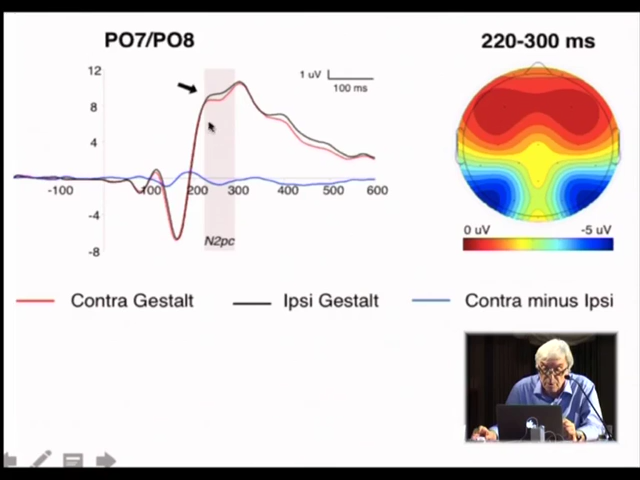 PO7/PO8
220-300 ms
12
8
4
-4
-8
1 uV
100 ms
-100
100
200
300
400
500
600
N2pc
0 uV
-5 uV
Contra Gestalt
Ipsi Gestalt
Contra minus Ipsi